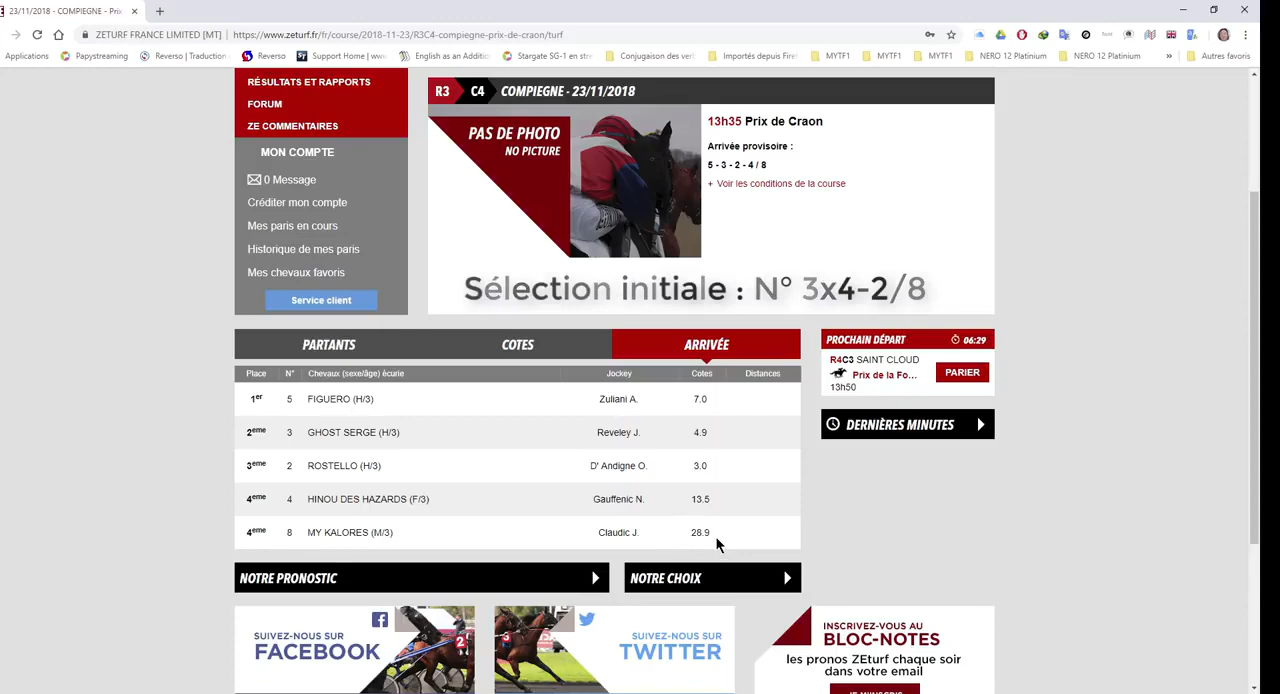 23/11/2018 - COMPIEGNE - Prix
ZETURF FRANCE LIMITED [MT]
https://www.zeturf.fr/fr/course/2018-11-23/R3C4-compiegne-prix-de-craon/turf
Applications
Papystreaming
Reverso | Traduction
Reverso
Support Home | www
English as an Addition
Stargate SG-1 en stre
Conjugaison des verb
Importés depuis Firef
MYTF1
MYTF1
MYTF1
NERO 12 Platinium
NERO 12 Platinium
»
Autres favoris
RÉSULTATS ET RAPPORTS
FORUM
ZE COMMENTAIRES
MON COMPTE
0 Message
Créditer mon compte
Mes paris en cours
Historique de mes paris
Mes chevaux favoris
Service client
R3 C4 COMPIEGNE - 23/11/2018
PAS DE PHOTO
NO PICTURE
13h35 Prix de Craon
Arrivée provisoire :
5 - 3 - 2 - 4 / 8
+ Voir les conditions de la course
Sélection initiale : N° 3x4-2/8
PARTANTS COTES ARRIVÉE
Place N° Chevaux (sexe/âge) écurie Jockey Cotes Distances
1er 5 FIGUERO (H/3) Zuliani A. 7.0
2eme 3 GHOST SERGE (H/3) Reveley J. 4.9
3eme 2 ROSTELLO (H/3) D' Andigne O. 3.0
4eme 4 HINOU DES HAZARDS (F/3) Gauffenic N. 13.5
4eme 8 MY KALORES (M/3) Claudic J. 28.9
PROCHAIN DÉPART 06:29
R4C3 SAINT CLOUD
Prix de la Fo...
13h50
PARIER
DERNIÈRES MINUTES
NOTRE PRONOSTIC
NOTRE CHOIX
SUIVEZ-NOUS SUR
FACEBOOK
2
SUIVEZ-NOUS SUR
TWITTER
INSCRIVEZ-VOUS AU
BLOC-NOTES
les pronos ZEturf chaque soir
dans votre email